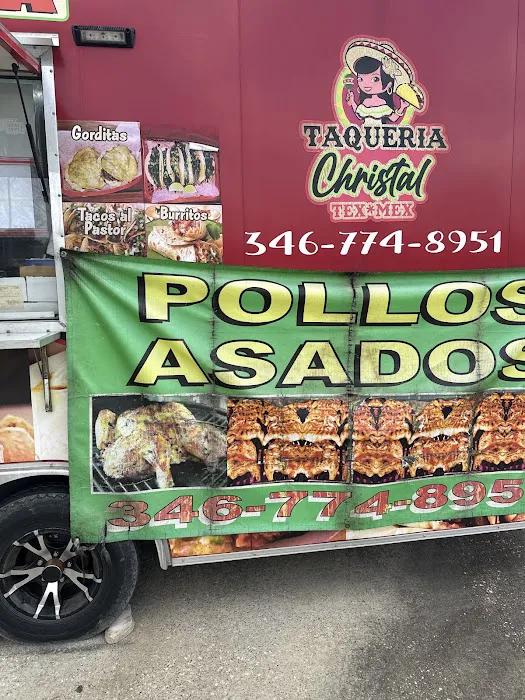 A
TAQUERIA
Christal
TEX*MEX
346-774-8951
Gorditas
Tacos al
Pastor
Burritos
POLLOS
ASADOS
346-774-895